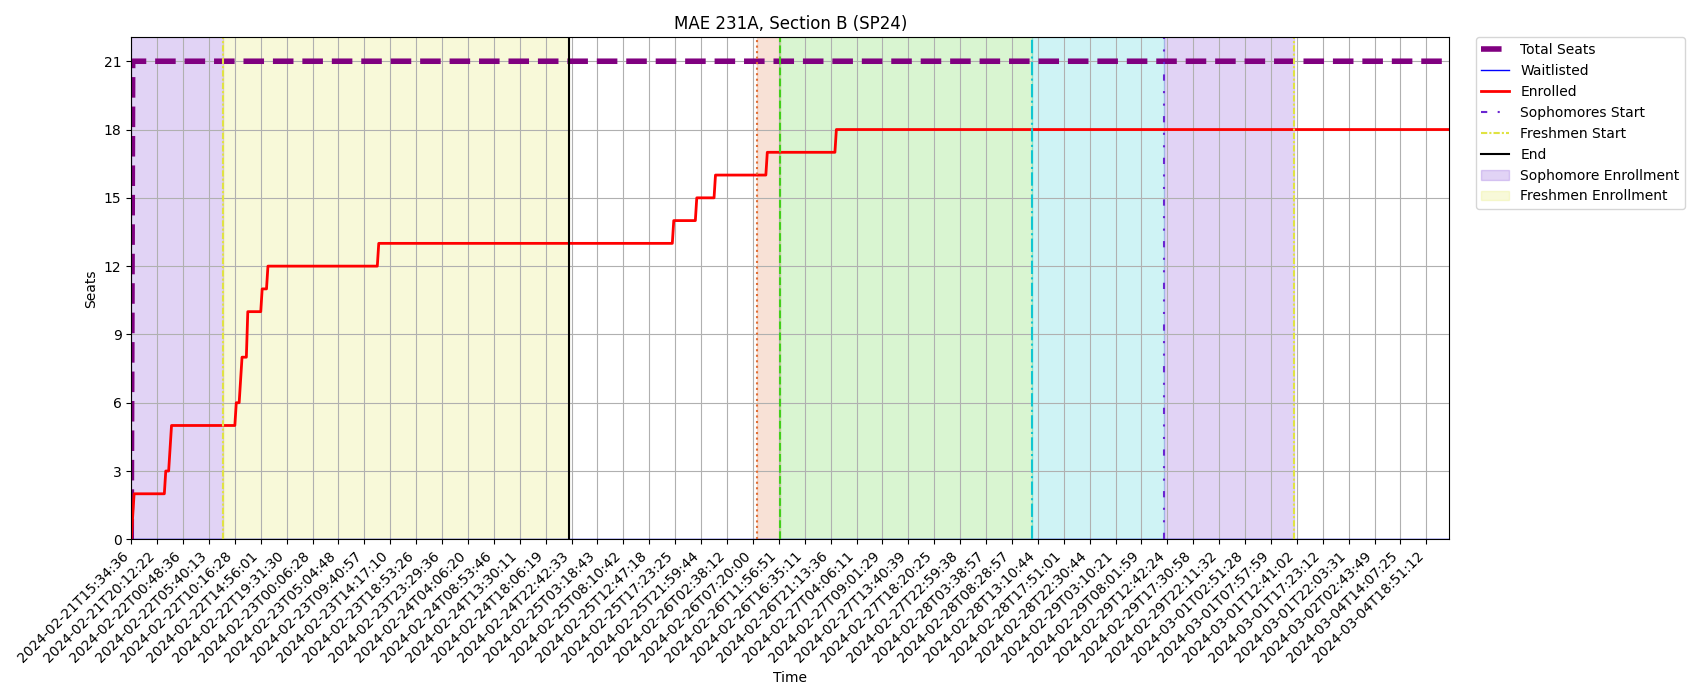 MAE 231A, Section B (SP24)
Total Seats
Waitlisted
Enrolled
Sophomores Start
Freshmen Start
End
Sophomore Enrollment
Freshmen Enrollment
Seats
21
18
15
12
9
6
3
0
2024-02-21T15:34:36
2024-02-21T20:12:22
2024-02-22T00:48:36
2024-02-22T05:40:13
2024-02-22T10:16:28
2024-02-22T14:56:01
2024-02-22T19:31:30
2024-02-23T00:06:28
2024-02-23T05:04:48
2024-02-23T09:40:57
2024-02-23T14:17:10
2024-02-23T18:53:26
2024-02-23T23:29:36
2024-02-24T04:06:20
2024-02-24T08:53:46
2024-02-24T13:30:11
2024-02-24T18:06:19
2024-02-24T22:42:33
2024-02-25T03:18:43
2024-02-25T08:10:42
2024-02-25T12:47:18
2024-02-25T17:23:25
2024-02-25T21:59:44
2024-02-26T02:38:12
2024-02-26T07:20:00
2024-02-26T11:56:51
2024-02-26T16:35:11
2024-02-26T21:13:36
2024-02-27T04:06:11
2024-02-27T09:01:29
2024-02-27T13:40:39
2024-02-27T18:20:25
2024-02-27T22:59:38
2024-02-28T03:38:57
2024-02-28T08:28:57
2024-02-28T13:10:44
2024-02-28T17:51:01
2024-02-28T22:30:44
2024-02-29T03:10:21
2024-02-29T08:01:59
2024-02-29T12:42:24
2024-02-29T17:30:58
2024-02-29T22:11:32
2024-03-01T02:51:28
2024-03-01T07:57:59
2024-03-01T12:41:02
2024-03-01T17:23:12
2024-03-01T22:03:31
2024-03-02T02:43:49
2024-03-04T14:07:25
2024-03-04T18:51:12
Time